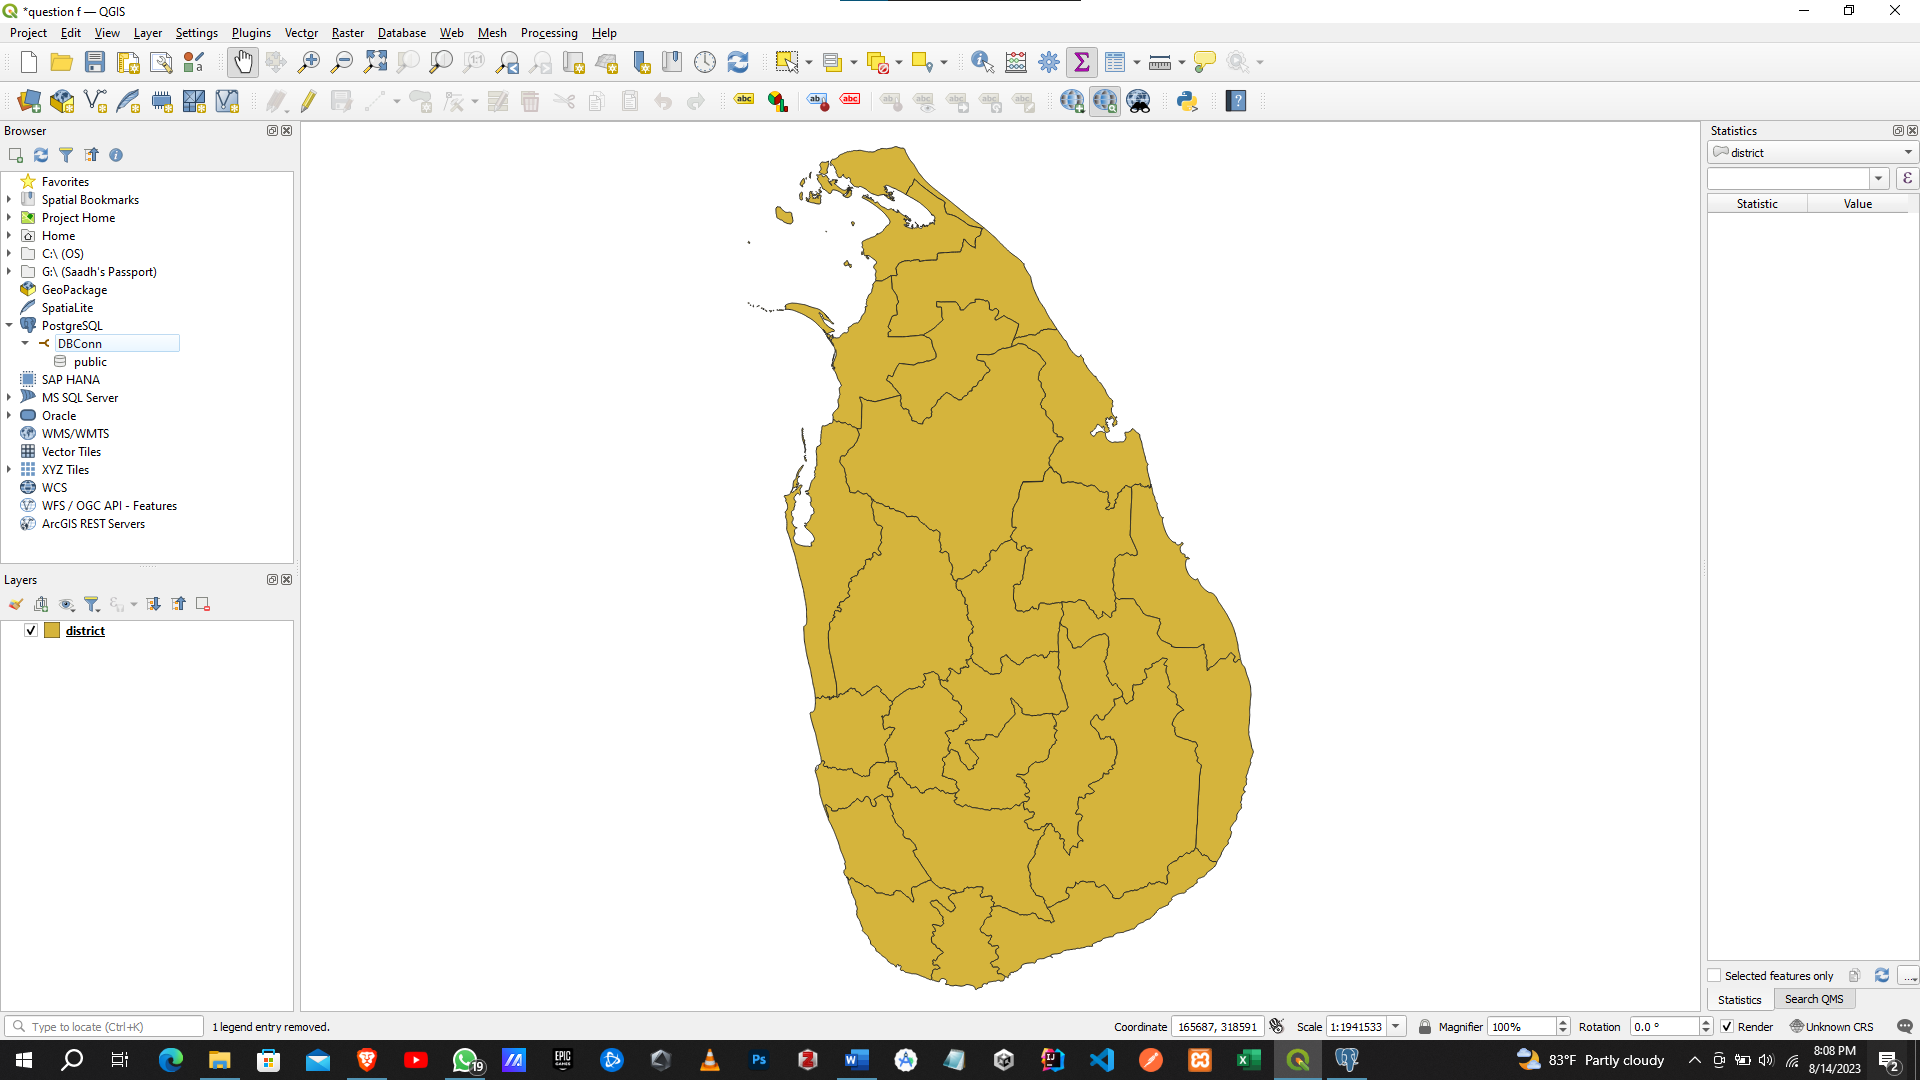 *question f — QGIS
Project Edit View Layer Settings Plugins Vector Raster Database Web Mesh Processing Help
Browser
Favorites
Spatial Bookmarks
Project Home
Home
C:\ (OS)
G:\ (Saadh's Passport)
GeoPackage
SpatiaLite
PostgreSQL
DBConn
public
SAP HANA
MS SQL Server
Oracle
WMS/WMTS
Vector Tiles
XYZ Tiles
WCS
WFS / OGC API - Features
ArcGIS REST Servers
Layers
district
Statistics
district
Statistic Value
Selected features only
Statistics Search QMS
Type to locate (Ctrl+K) 1 legend entry removed. Coordinate 165687, 318591 Scale 1:1941533 Magnifier 100% Rotation 0.0 ° Render Unknown CRS
19
EPIC GAMES
Ps
83°F Partly cloudy
8:08 PM
8/14/2023
2